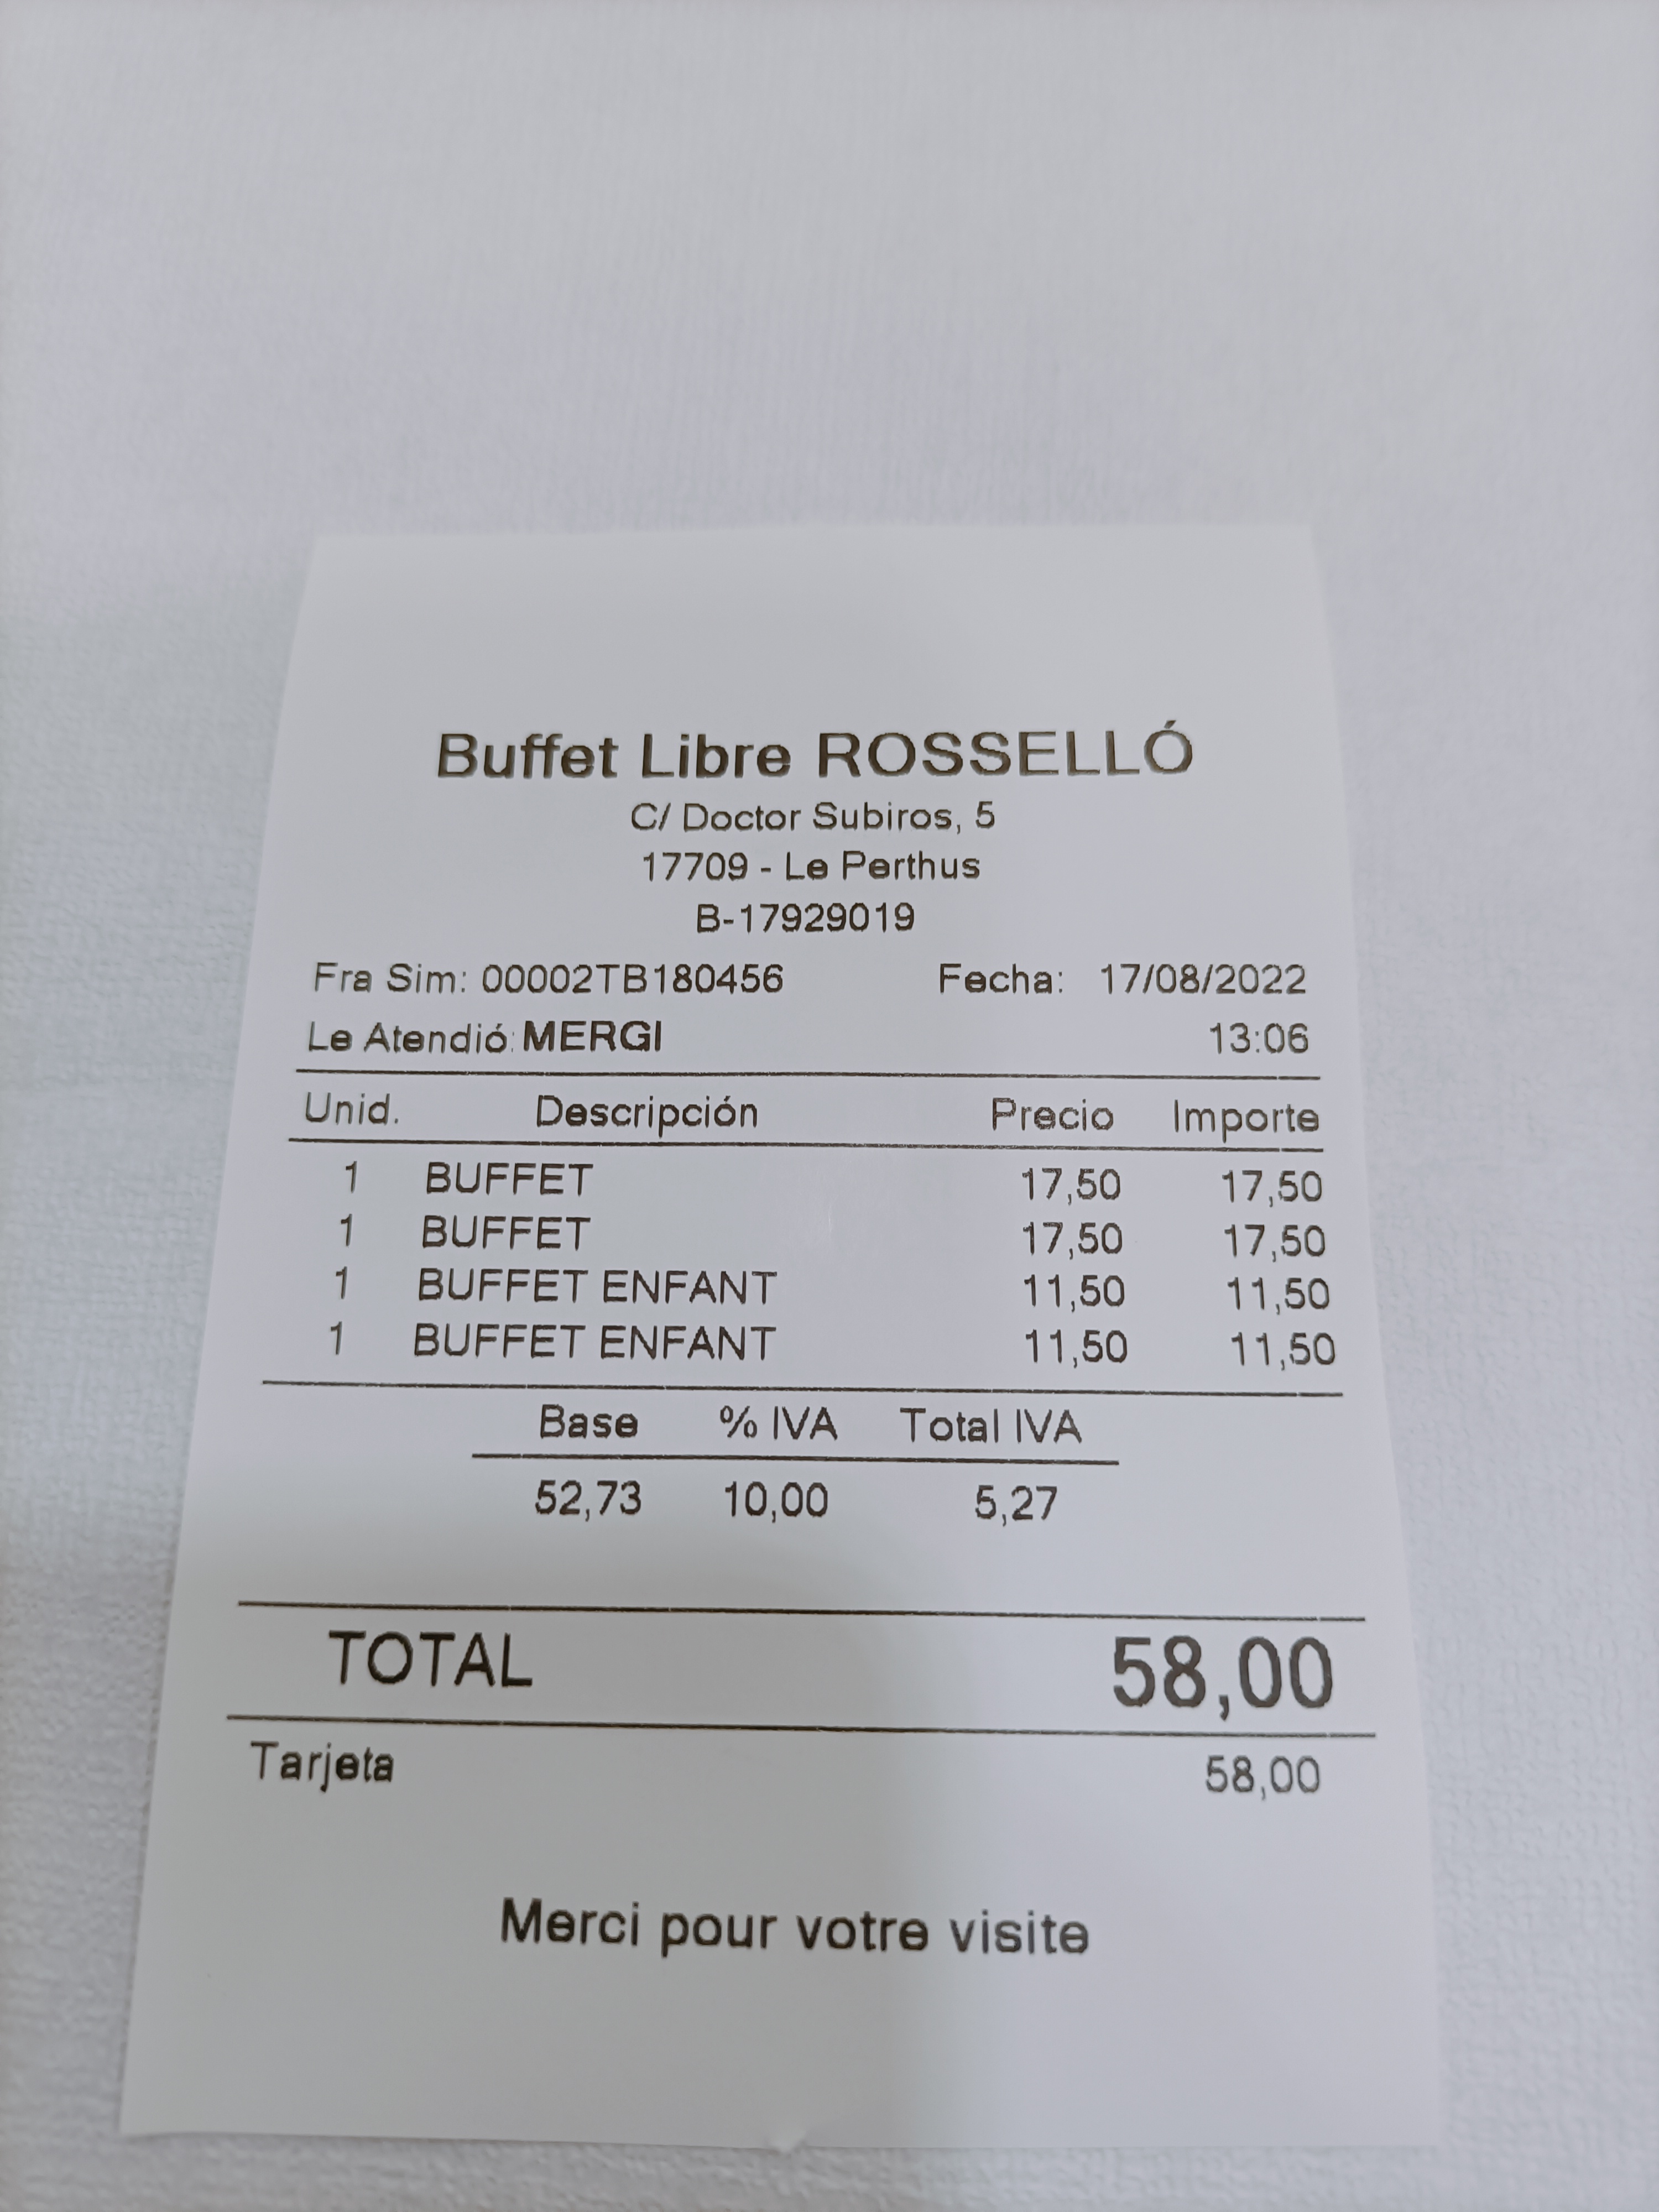 Buffet Libre ROSSELLÓ
C/ Doctor Subiros, 5
17709 - Le Perthus
B-17929019
Fra Sim: 00002TB180456 Fecha: 17/08/2022
Le Atendió: MERGI 13:06
Unid. Descripción Precio Importe
1 BUFFET 17,50 17,50
1 BUFFET 17,50 17,50
1 BUFFET ENFANT 11,50 11,50
1 BUFFET ENFANT 11,50 11,50
Base % IVA Total IVA
52,73 10,00 5,27
TOTAL 58,00
Tarjeta 58,00
Merci pour votre visite